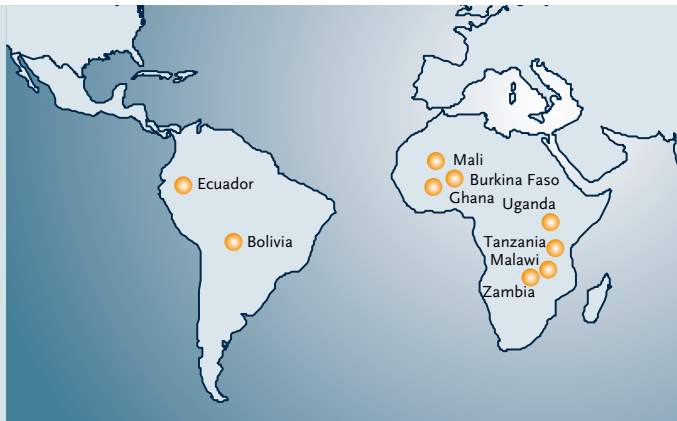 Mali
Ecuador
Burkina Faso
Ghana
Uganda
Bolivia
Tanzania
Malawi
Zambia